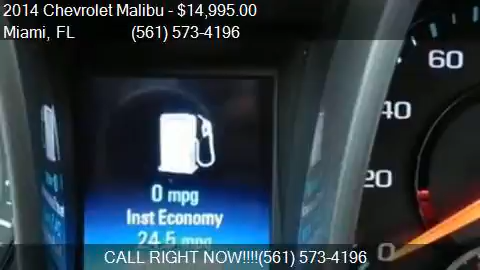 2014 Chevrolet Malibu - $14,995.00
Miami, FL (561) 573-4196
60
40
20
0
0 mpg
Inst Economy
24.5 mpg
CALL RIGHT NOW!!!!(561) 573-4196